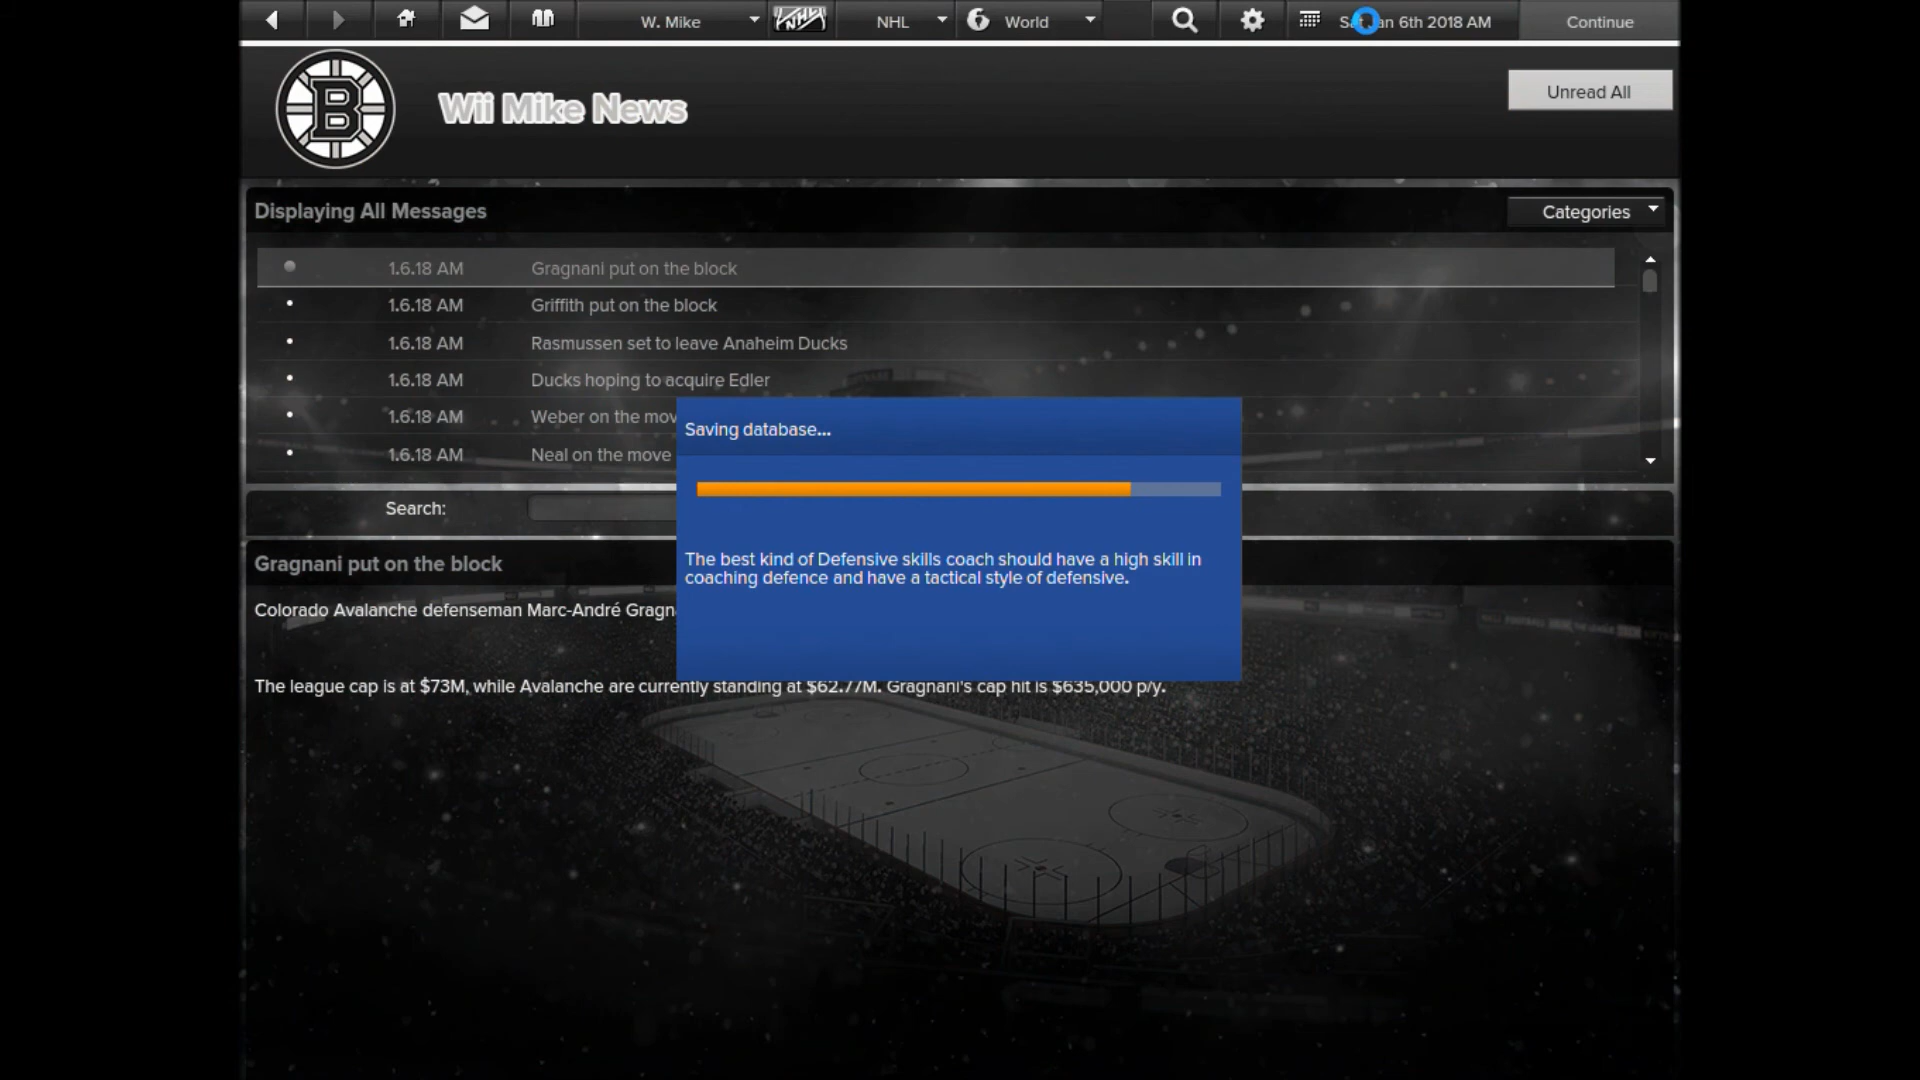 W. Mike
NHL
NHL
World
Sat Jan 6th 2018 AM
Continue
B
Wii Mike News
Unread All
Displaying All Messages
Categories
1.6.18 AM Gragnani put on the block
1.6.18 AM Griffith put on the block
1.6.18 AM Rasmussen set to leave Anaheim Ducks
1.6.18 AM Ducks hoping to acquire Edler
1.6.18 AM Weber on the mov
1.6.18 AM Neal on the move
Saving database...
Search:
The best kind of Defensive skills coach should have a high skill in
coaching defence and have a tactical style of defensive.
Gragnani put on the block
Colorado Avalanche defenseman Marc-André Gragn
The league cap is at $73M, while Avalanche are currently standing at $62.77M. Gragnani's cap hit is $635,000 p/y.